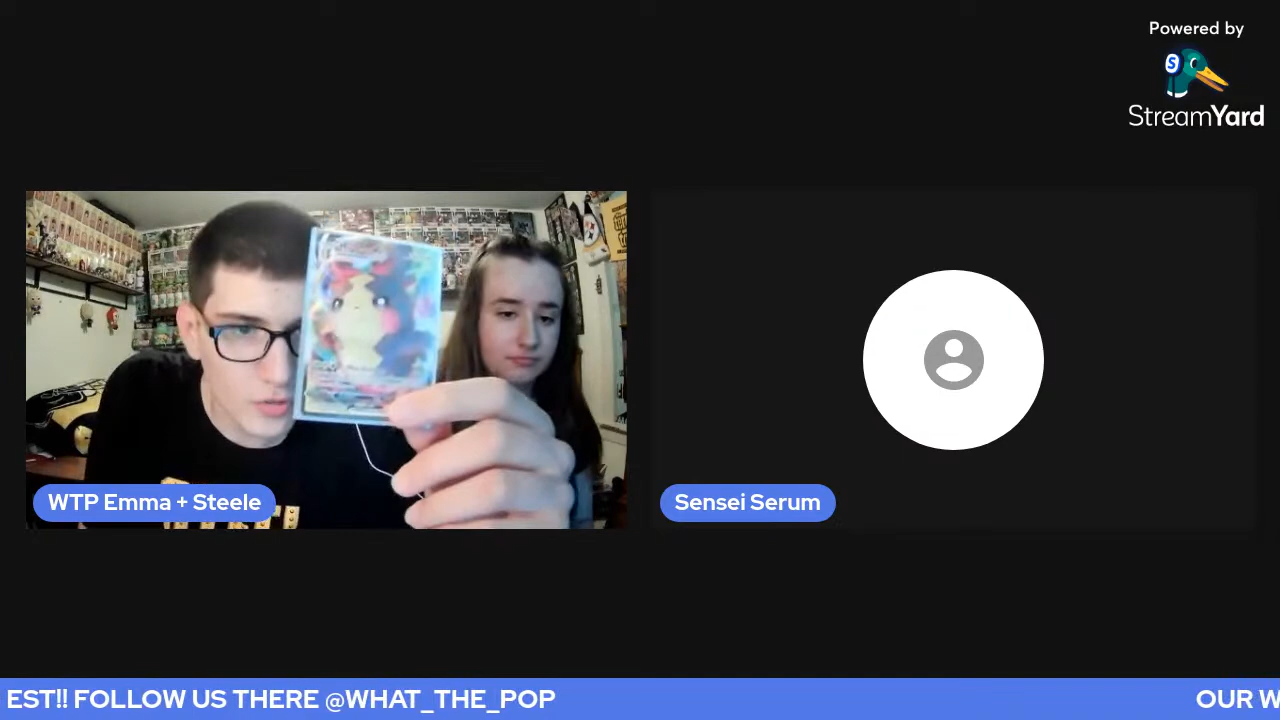 Powered by
S
StreamYard
WTP Emma + Steele
Sensei Serum
EST!! FOLLOW US THERE @WHAT_THE_POP
OUR W